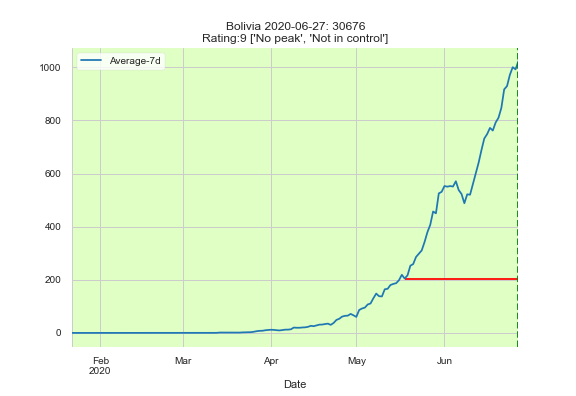 Bolivia 2020-06-27: 30676
Rating:9 ['No peak', 'Not in control']
Average-7d
1000
800
600
400
200
0
Feb Mar Apr May Jun
2020
Date